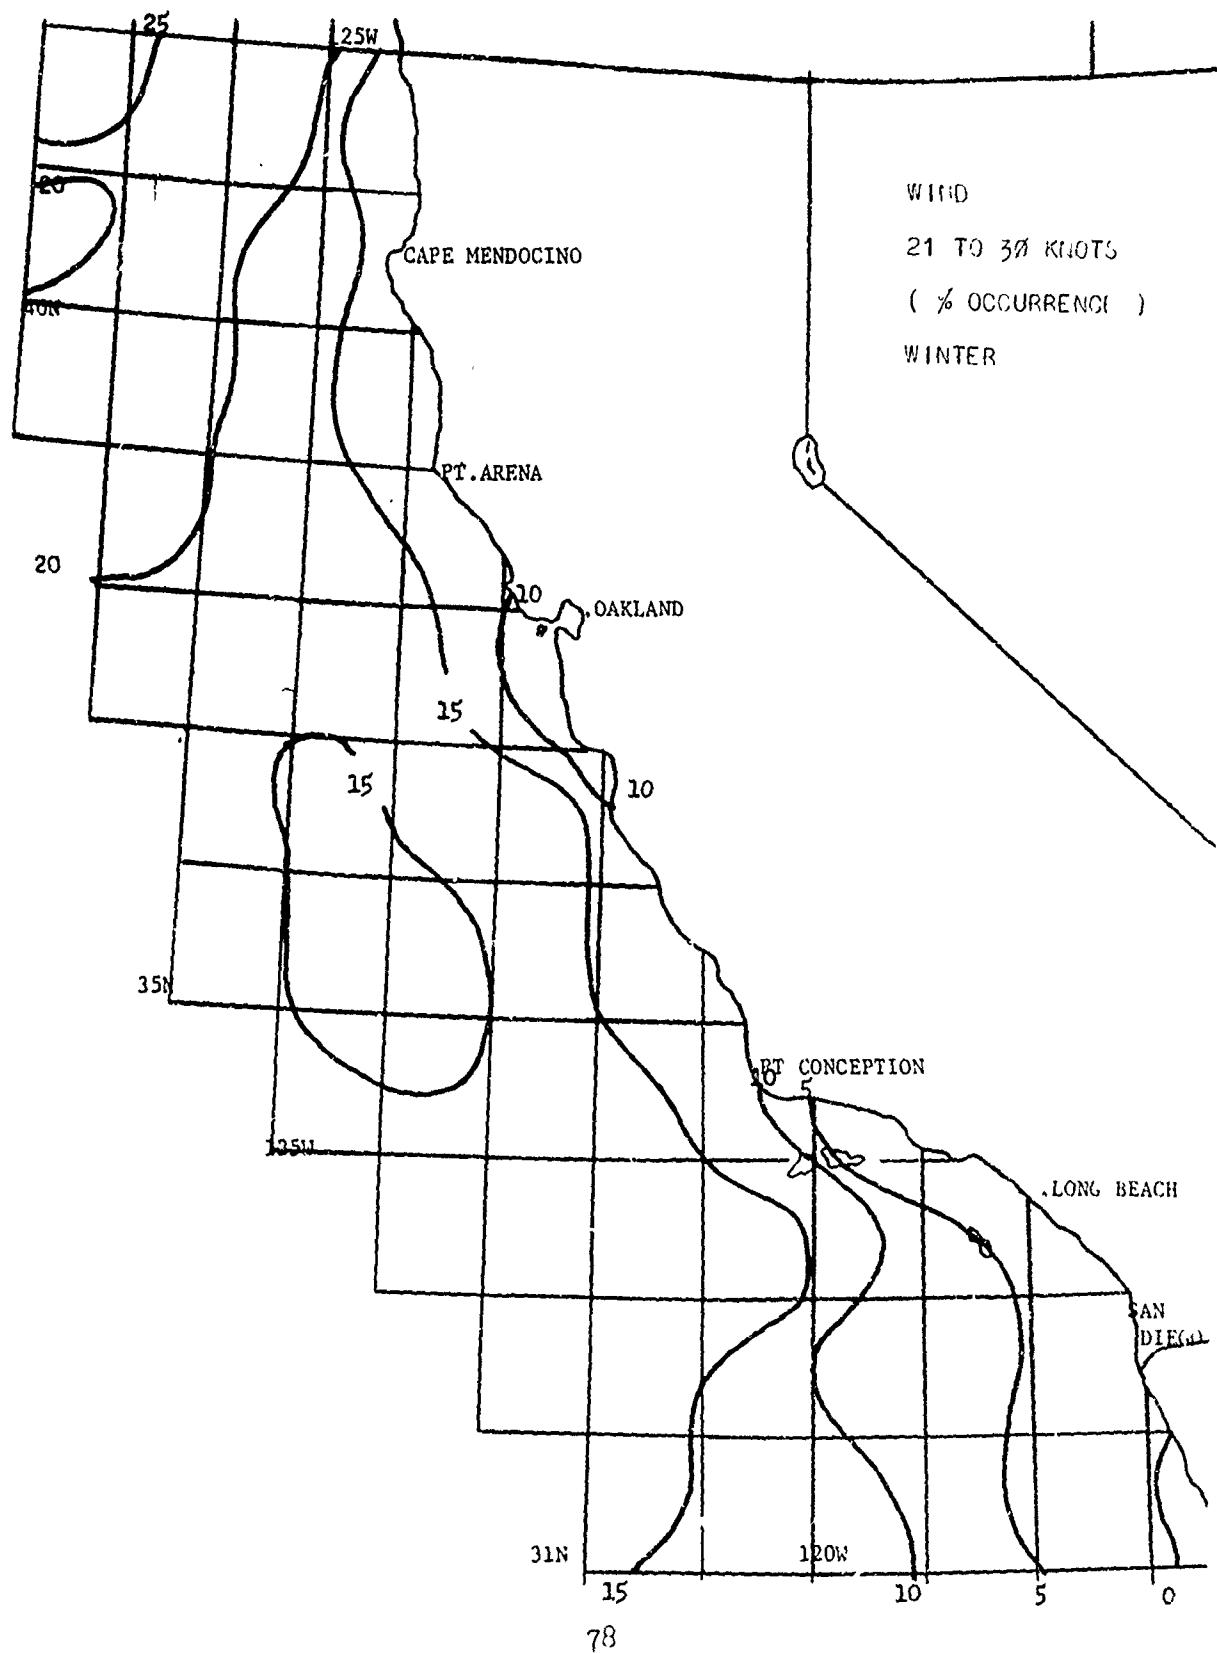 25
25W
WIND
20
21 TO 30 KNOTS
CAPE MENDOCINO
( % OCCURRENCE )
40N
WINTER
PT.ARENA
20
10
.OAKLAND
15
15
10
35N
PT CONCEPTION
10 5
125W
.LONG BEACH
SAN
DIEGO
31N
120W
15
10
5
0
78